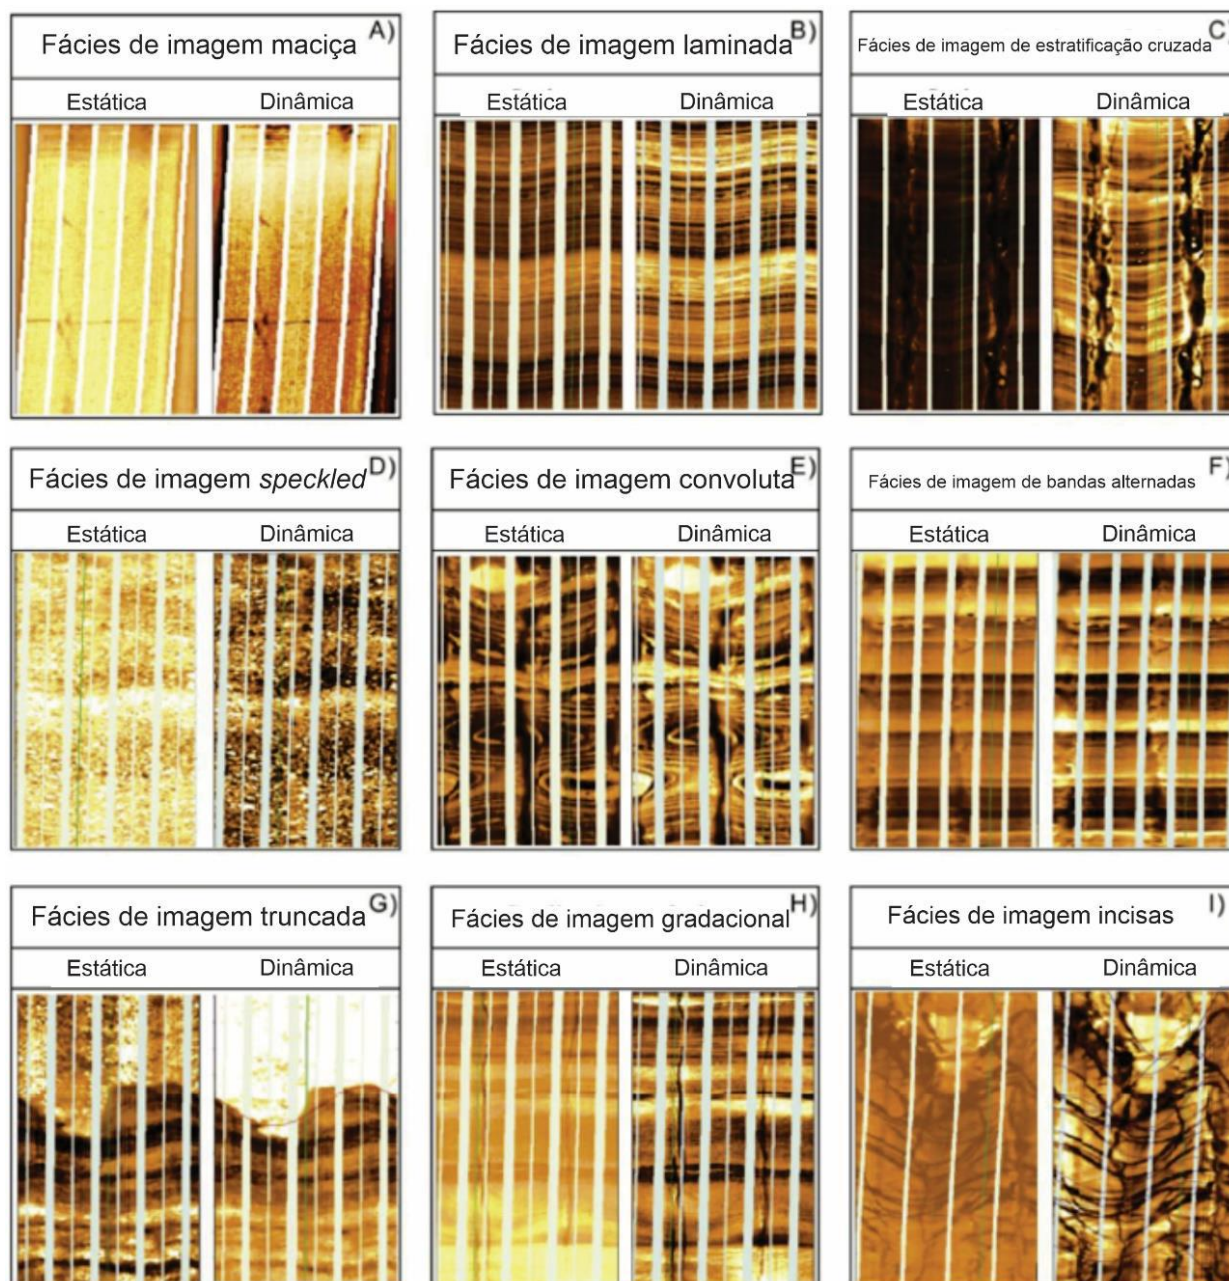 Fácies de imagem maciça A)
Estática Dinâmica
Fácies de imagem laminada B)
Estática Dinâmica
Fácies de imagem de estratificação cruzada C)
Estática Dinâmica
Fácies de imagem speckled D)
Estática Dinâmica
Fácies de imagem convoluta E)
Estática Dinâmica
Fácies de imagem de bandas alternadas F)
Estática Dinâmica
Fácies de imagem truncada G)
Estática Dinâmica
Fácies de imagem gradacional H)
Estática Dinâmica
Fácies de imagem incisas I)
Estática Dinâmica